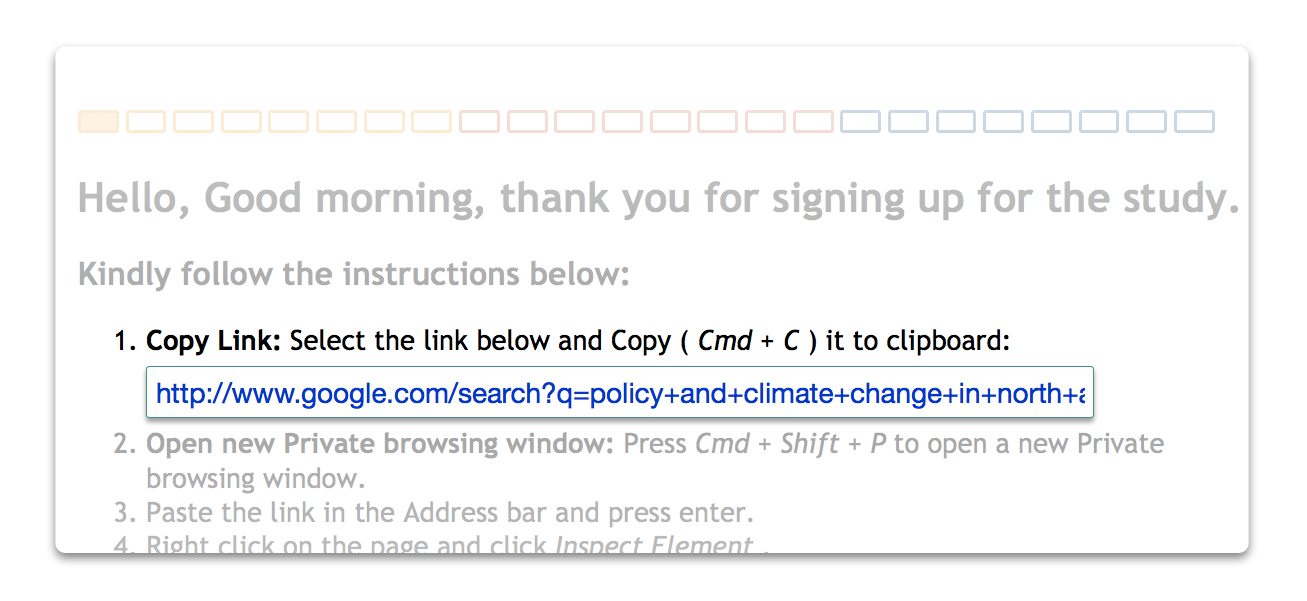 Hello, Good morning, thank you for signing up for the study.
Kindly follow the instructions below:
1. Copy Link: Select the link below and Copy ( Cmd + C ) it to clipboard:
http://www.google.com/search?q=policy+and+climate+change+in+north+a
2. Open new Private browsing window: Press Cmd + Shift + P to open a new Private
browsing window.
3. Paste the link in the Address bar and press enter.
4. Right click on the page and click Inspect Element .